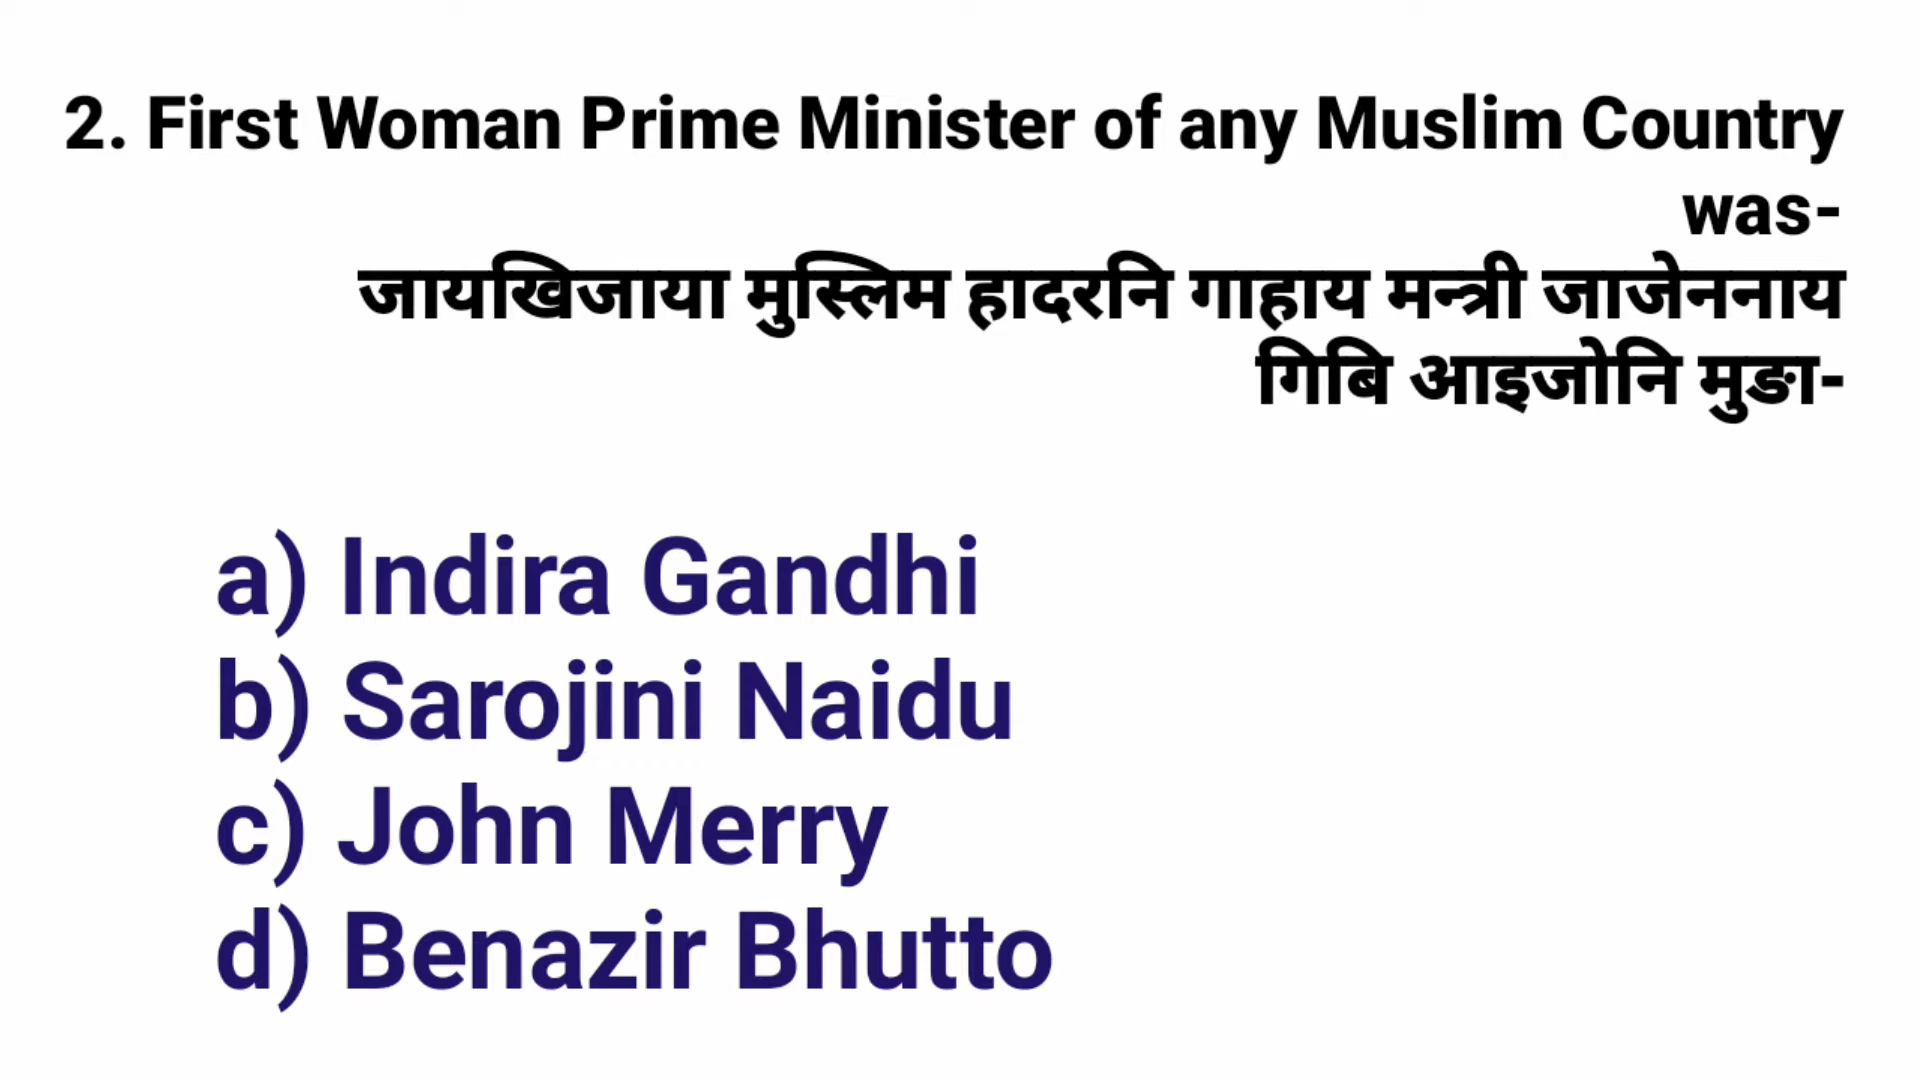 2. First Woman Prime Minister of any Muslim Country
was-
जायखिजाया मुस्लिम हादरनि गाहाय मन्त्री जाजेननाय
गिबि आइजोनि मुङा-
a) Indira Gandhi
b) Sarojini Naidu
c) John Merry
d) Benazir Bhutto